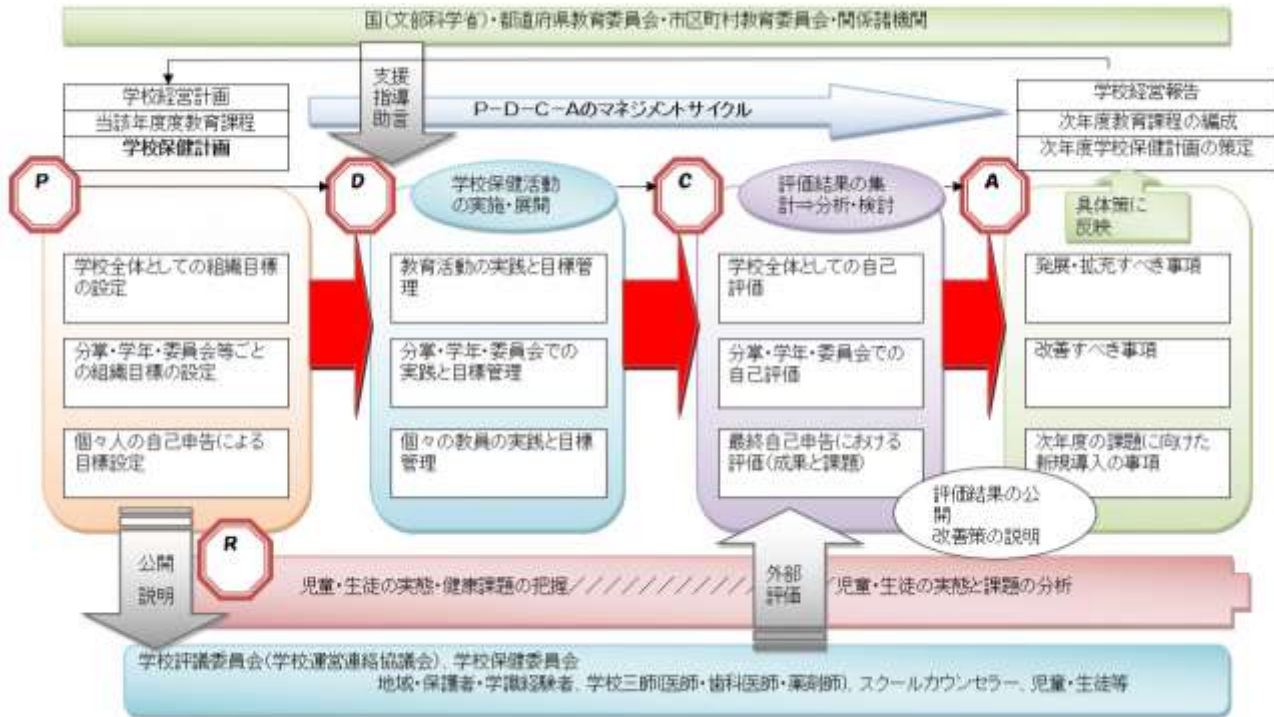 国(文部科学省)・都道府県教育委員会・市区町村教育委員会・関係諸機関
支援
指導
助言
学校経営計画
当該年度度教育課程
学校保健計画
P-D-C-Aのマネジメントサイクル
学校経営報告
次年度教育課程の編成
次年度学校保健計画の策定
P
D
学校保健活動
の実施・展開
C
評価結果の集
計⇒分析・検討
A
具体策に
反映
学校全体としての組織目標
の設定
分掌・学年・委員会等ごと
の組織目標の設定
個々人の自己申告による
目標設定
教育活動の実践と目標管
理
分掌・学年・委員会での
実践と目標管理
個々の教員の実践と目標
管理
学校全体としての自己
評価
分掌・学年・委員会での
自己評価
最終自己申告における
評価(成果と課題)
発展・拡充すべき事項
改善すべき事項
次年度の課題に向けた
新規導入の事項
評価結果の公
開
改善策の説明
公開
説明
R
児童・生徒の実態・健康課題の把握/////////////児童・生徒の実態と課題の分析
外部
評価
学校評議委員会(学校運営連絡協議会)、学校保健委員会
地域・保護者・学識経験者、学校三師(医師・歯科医師・薬剤師)、スクールカウンセラー、児童・生徒等